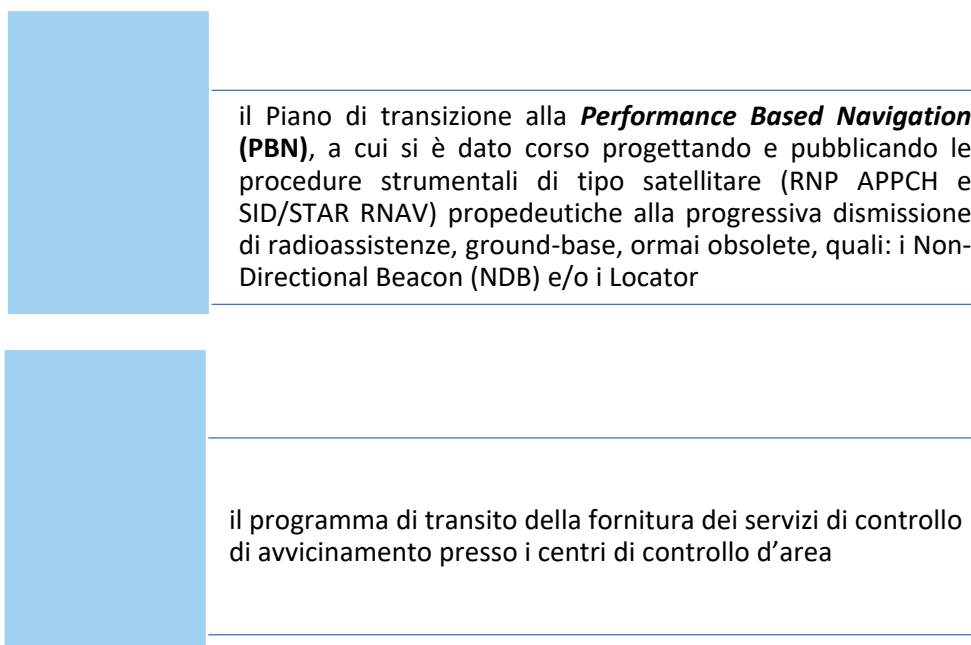 il Piano di transizione alla Performance Based Navigation
(PBN), a cui si è dato corso progettando e pubblicando le
procedure strumentali di tipo satellitare (RNP APPCH e
SID/STAR RNAV) propedeutiche alla progressiva dismissione
di radioassistenze, ground-base, ormai obsolete, quali: i Non-
Directional Beacon (NDB) e/o i Locator
il programma di transito della fornitura dei servizi di controllo
di avvicinamento presso i centri di controllo d’area